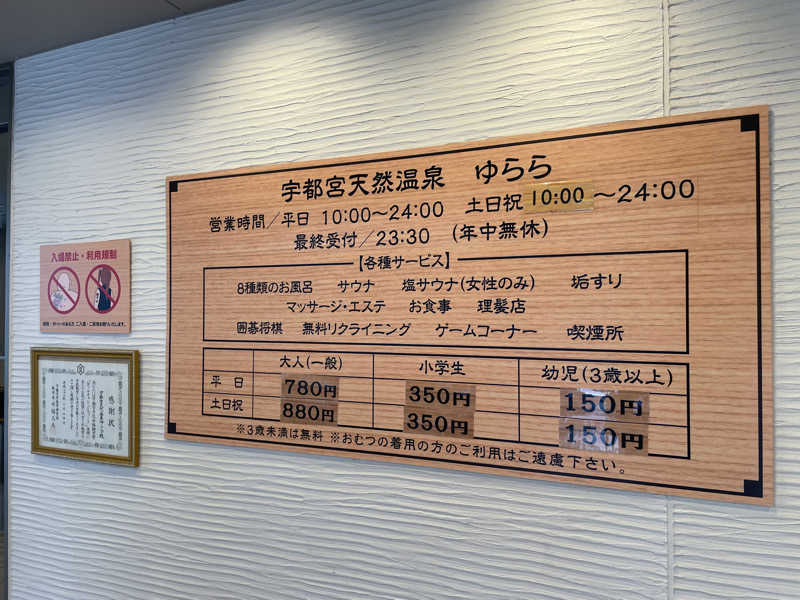 宇都宮天然温泉 ゆらら
営業時間/平日 10:00〜24:00 土日祝 10:00 〜24:00
最終受付/23:30 (年中無休)
【各種サービス】
8種類のお風呂 サウナ 塩サウナ(女性のみ) 垢すり
マッサージ・エステ お食事 理髪店
囲碁将棋 無料リクライニング ゲームコーナー 喫煙所
大人(一般) 小学生 幼児(3歳以上)
平日 780円 350円 150円
土日祝 880円 350円 150円
※3歳未満は無料 ※おむつの着用の方のご利用はご遠慮下さい。
入場禁止・利用規制
感謝状